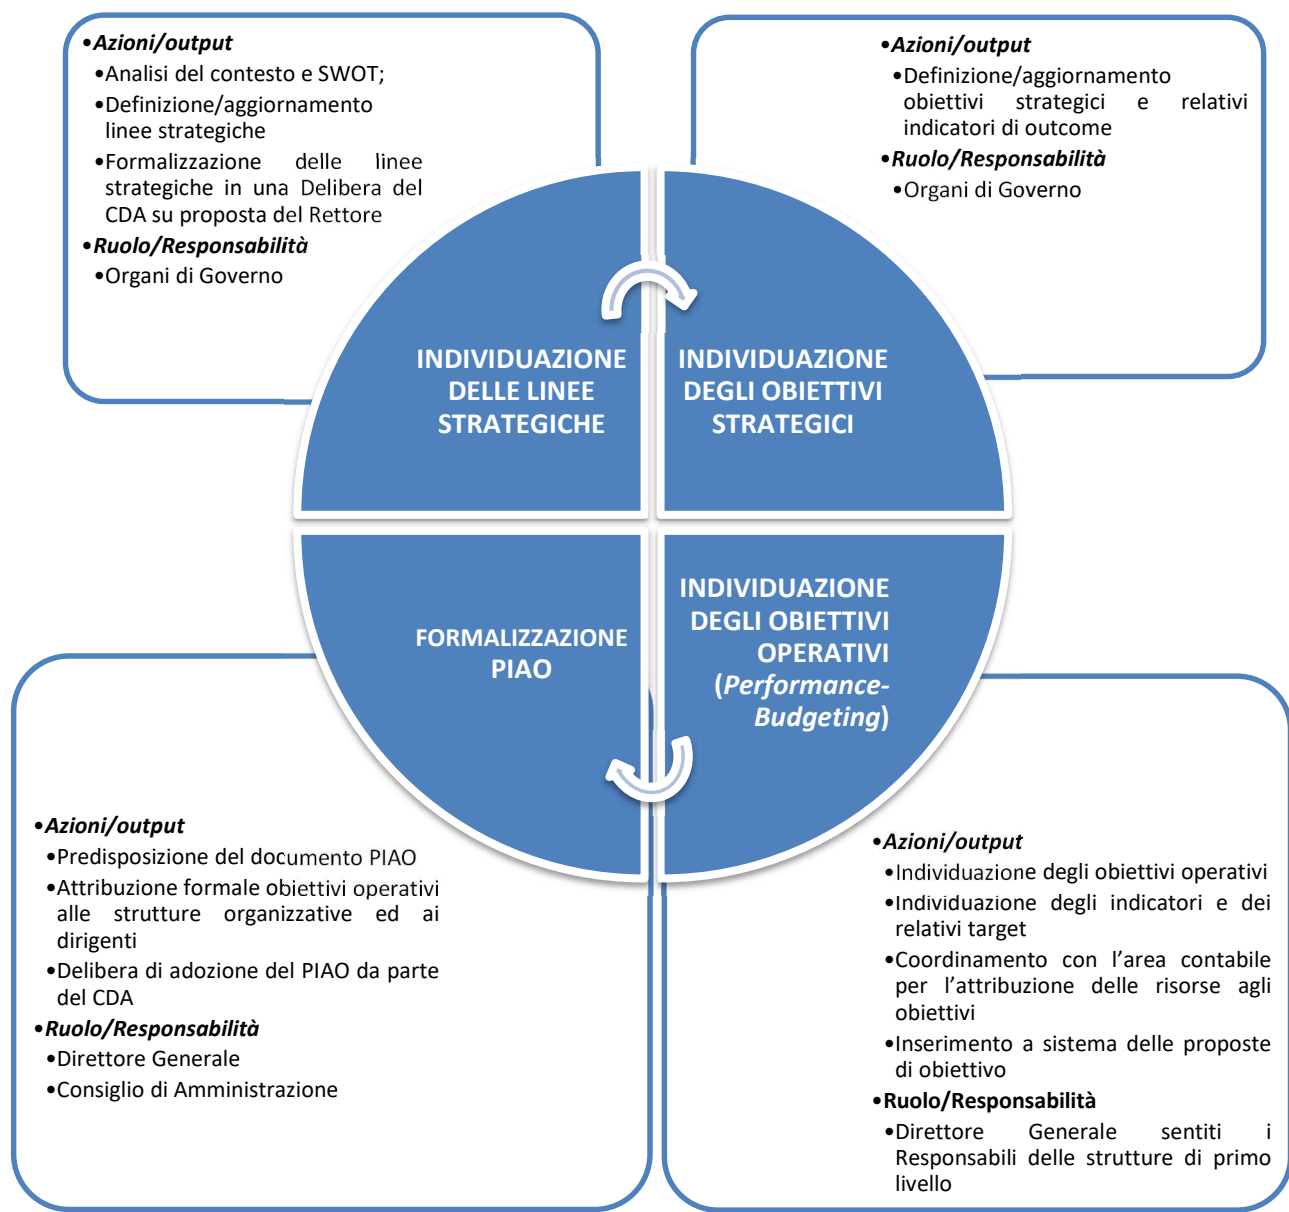 •Azioni/output
•Analisi del contesto e SWOT;
•Definizione/aggiornamento
linee strategiche
•Formalizzazione delle linee
strategiche in una Delibera del
CDA su proposta del Rettore
•Ruolo/Responsabilità
•Organi di Governo
•Azioni/output
•Definizione/aggiornamento
obiettivi strategici e relativi
indicatori di outcome
•Ruolo/Responsabilità
•Organi di Governo
INDIVIDUAZIONE
DELLE LINEE
STRATEGICHE
INDIVIDUAZIONE
DEGLI OBIETTIVI
STRATEGICI
FORMALIZZAZIONE
PIAO
INDIVIDUAZIONE
DEGLI OBIETTIVI
OPERATIVI
(Performance-
Budgeting)
•Azioni/output
•Predisposizione del documento PIAO
•Attribuzione formale obiettivi operativi
alle strutture organizzative ed ai
dirigenti
•Delibera di adozione del PIAO da parte
del CDA
•Ruolo/Responsabilità
•Direttore Generale
•Consiglio di Amministrazione
•Azioni/output
•Individuazione degli obiettivi operativi
•Individuazione degli indicatori e dei
relativi target
•Coordinamento con l’area contabile
per l’attribuzione delle risorse agli
obiettivi
•Inserimento a sistema delle proposte
di obiettivo
•Ruolo/Responsabilità
•Direttore Generale sentiti i
Responsabili delle strutture di primo
livello